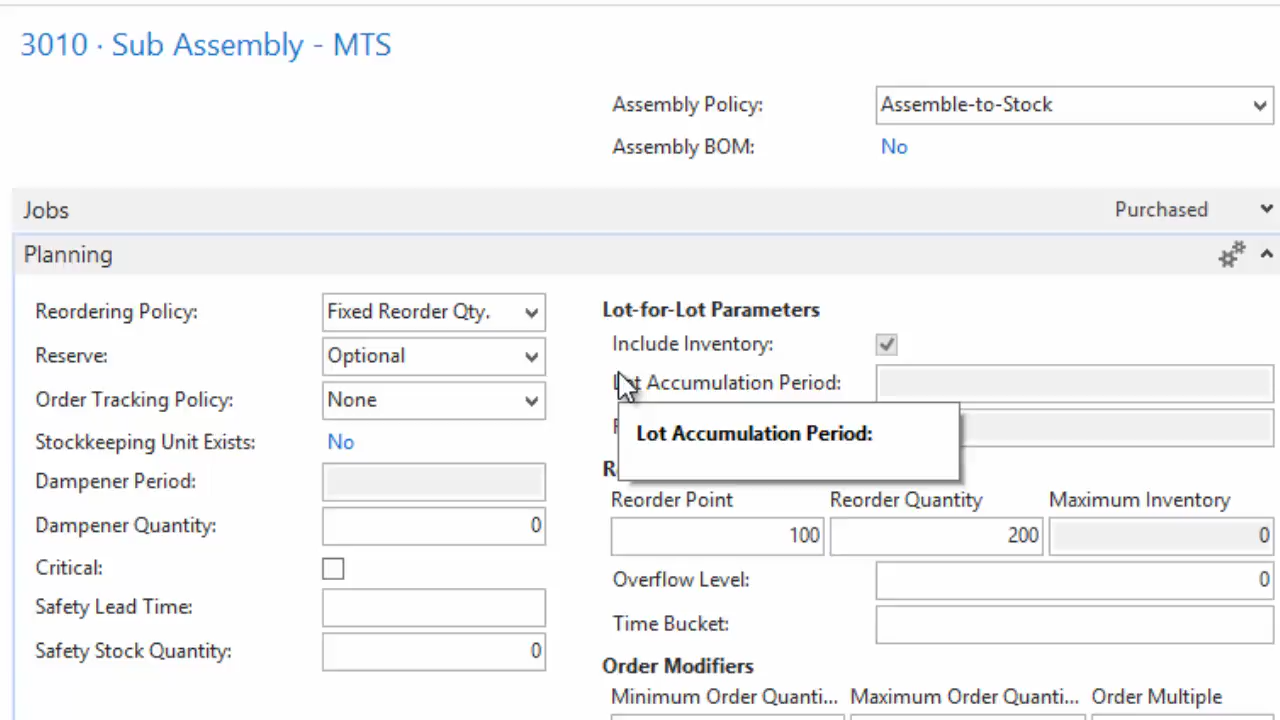 3010 · Sub Assembly - MTS
Assembly Policy: Assemble-to-Stock
Assembly BOM: No
Jobs Purchased
Planning
Reordering Policy: Fixed Reorder Qty.
Reserve: Optional
Order Tracking Policy: None
Stockkeeping Unit Exists: No
Dampener Period:
Dampener Quantity: 0
Critical:
Safety Lead Time:
Safety Stock Quantity: 0
Lot-for-Lot Parameters
Include Inventory:
Lot Accumulation Period:
Lot Accumulation Period:
Reorder Point Reorder Quantity Maximum Inventory
100 200 0
Overflow Level: 0
Time Bucket:
Order Modifiers
Minimum Order Quanti... Maximum Order Quanti... Order Multiple